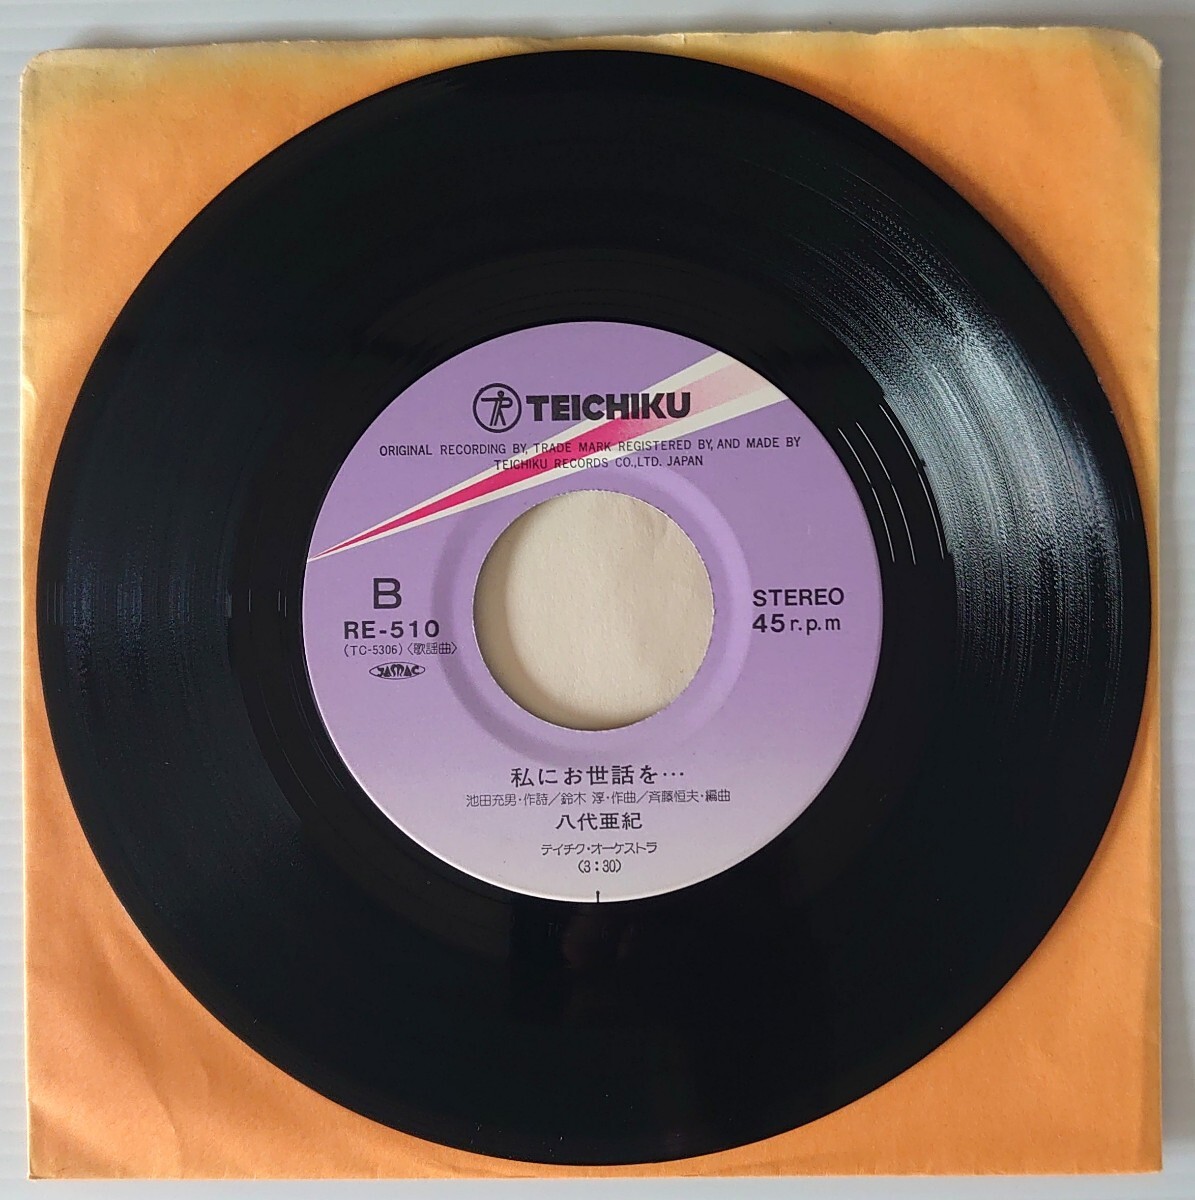 TEICHIKU
ORIGINAL RECORDING BY, TRADE MARK REGISTERED BY, AND MADE BY
TEICHIKU RECORDS CO.,LTD. JAPAN
B
RE-510
(TC-5306)〈歌謡曲〉
JASRAC
STEREO
45 r.p.m
私にお世話を…
池田充男・作詩／鈴木 淳・作曲／斉藤恒夫・編曲
八代亜紀
テイチク・オーケストラ
(3:30)